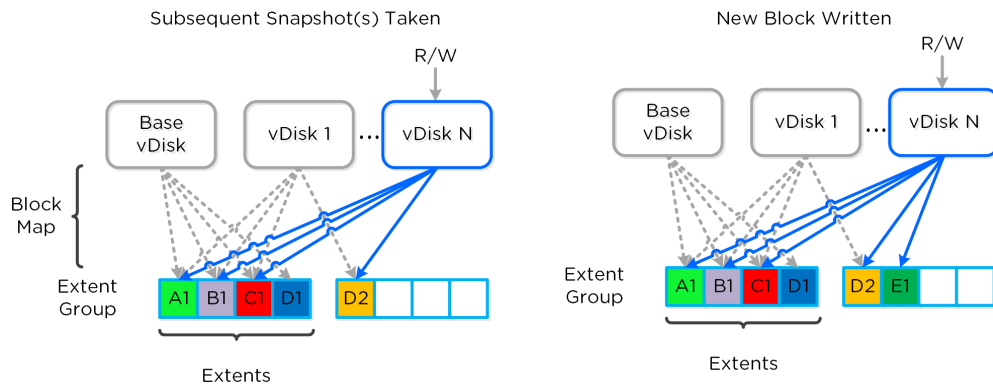 Subsequent Snapshot(s) Taken
R/W
Base
vDisk
vDisk 1
...
vDisk N
Block
Map
Extent
Group
A1
B1
C1
D1
D2
Extents
New Block Written
R/W
Base
vDisk
vDisk 1
...
vDisk N
Extent
Group
A1
B1
C1
D1
D2
E1
Extents